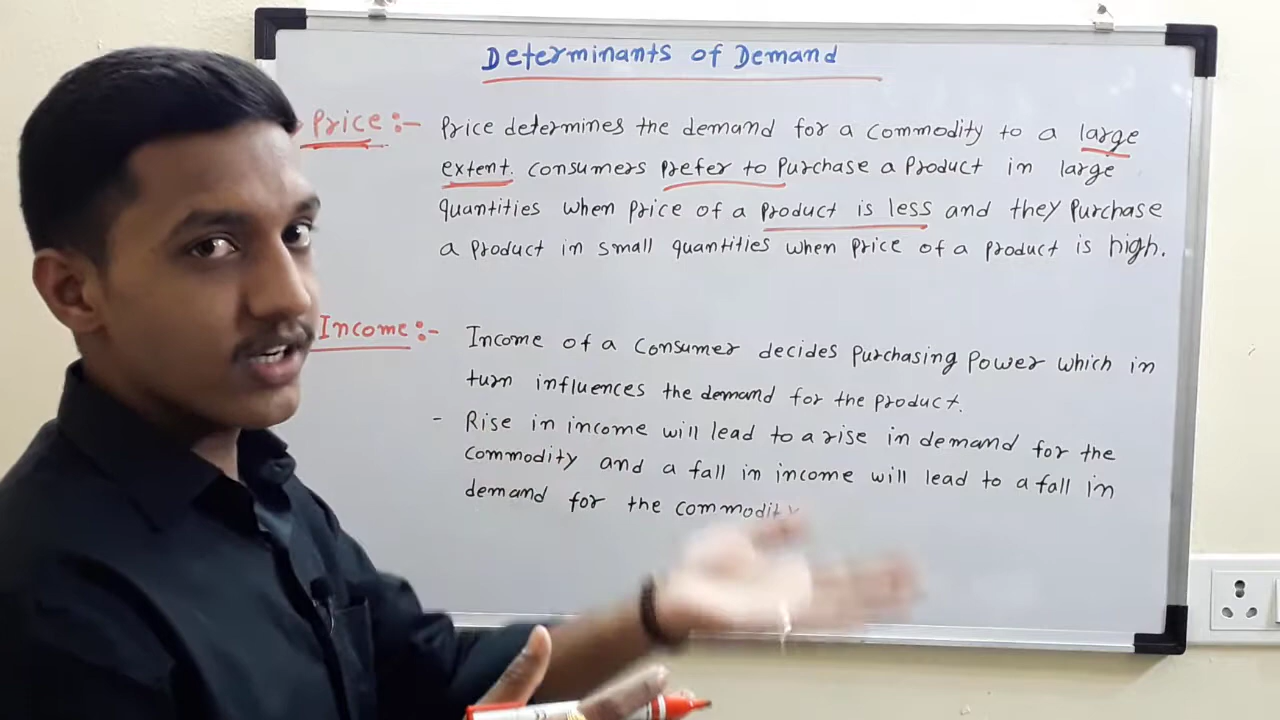 Determinants of Demand
Price :- Price determines the demand for a commodity to a large
extent. consumers prefer to purchase a product in large
quantities when price of a product is less and they purchase
a product in small quantities when price of a product is high.
Income :- Income of a consumer decides purchasing power which in
turn influences the demand for the product.
- Rise in income will lead to a rise in demand for the
commodity and a fall in income will lead to a fall in
demand for the commodity